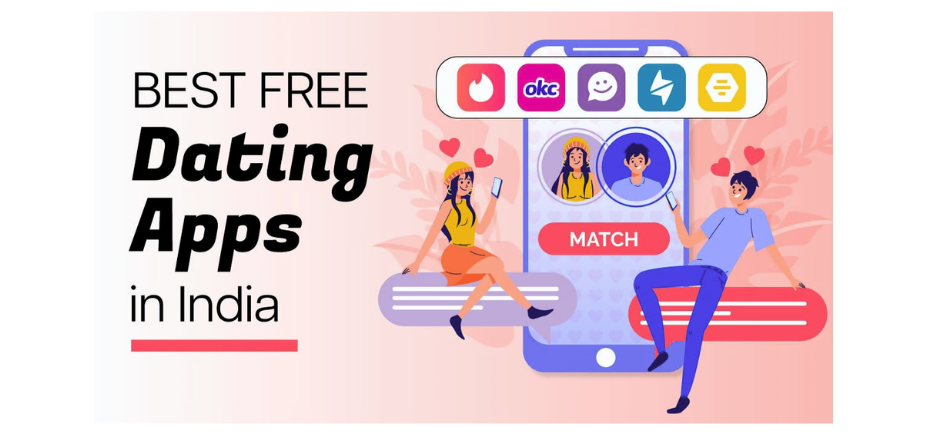 BEST FREE
Dating
Apps
in India
okc
MATCH